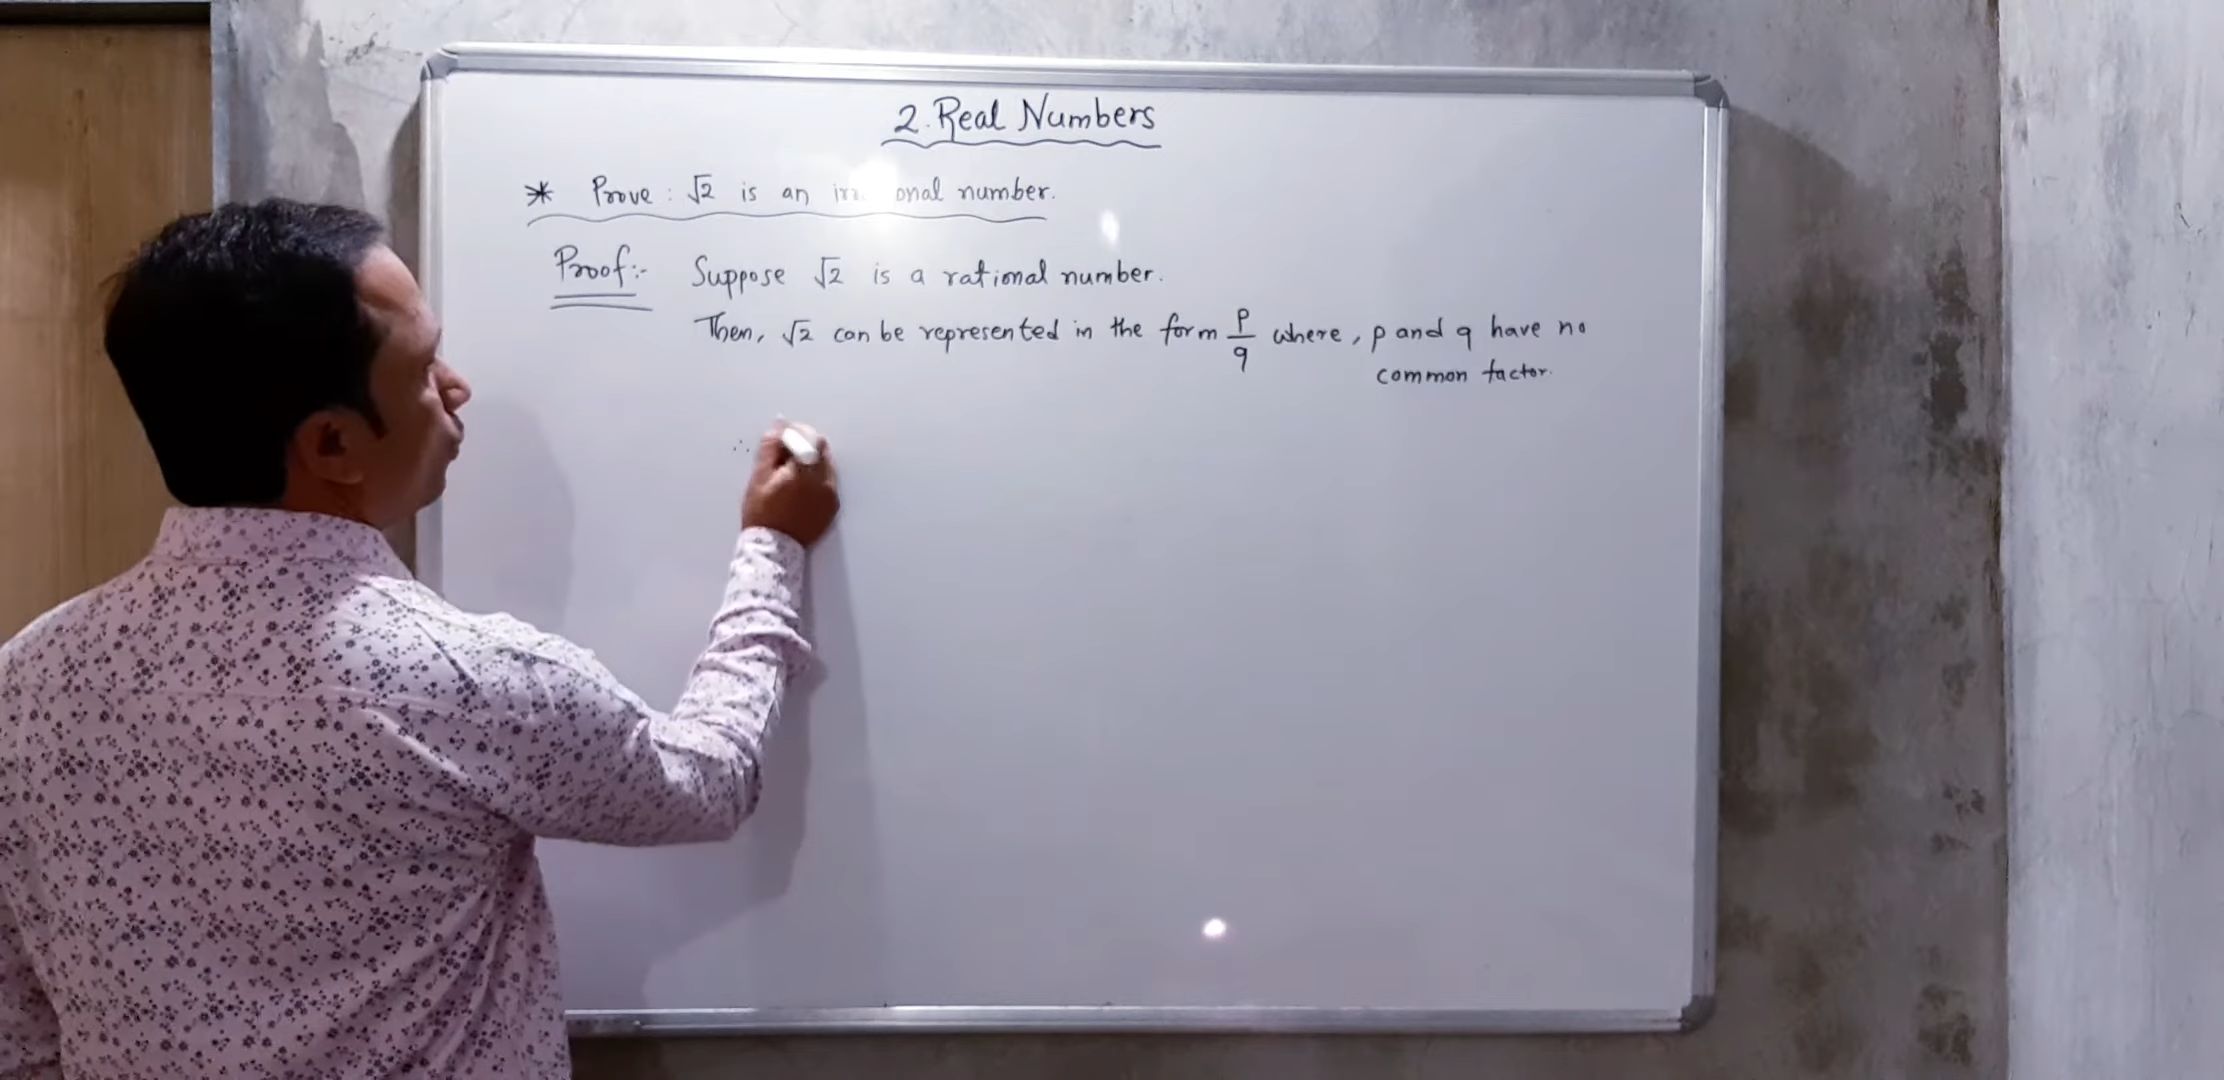 2. Real Numbers
* Prove : √2 is an number.
Proof:- Suppose √2 is a rational number.
Then, √2 can be represented in the form p/q where, p and q have no
common factor.
∴